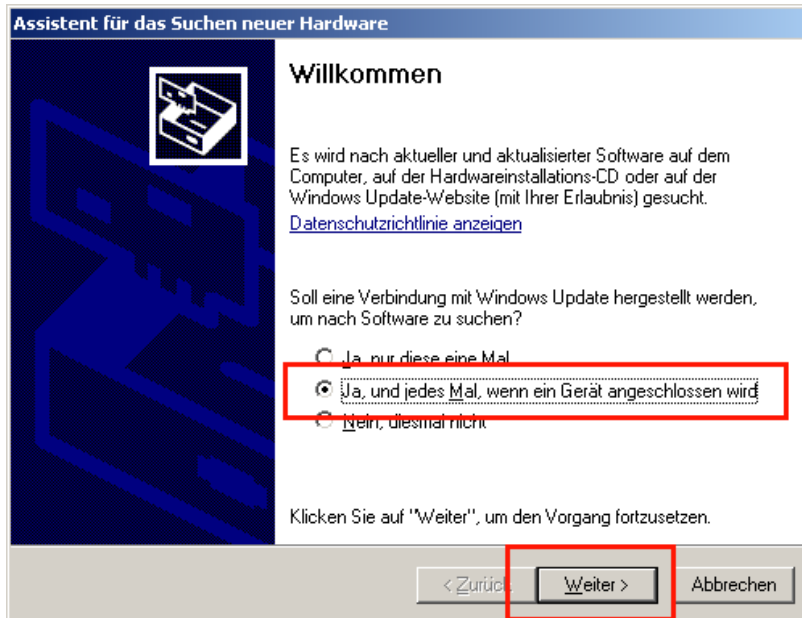 Assistent für das Suchen neuer Hardware
Willkommen
Es wird nach aktueller und aktualisierter Software auf dem
Computer, auf der Hardwareinstallations-CD oder auf der
Windows Update-Website (mit Ihrer Erlaubnis) gesucht.
Datenschutzrichtlinie anzeigen
Soll eine Verbindung mit Windows Update hergestellt werden,
um nach Software zu suchen?
Ja, nur diese eine Mal
Ja, und jedes Mal, wenn ein Gerät angeschlossen wird
Nein, diesmal nicht
Klicken Sie auf "Weiter", um den Vorgang fortzusetzen.
< Zurück
Weiter >
Abbrechen